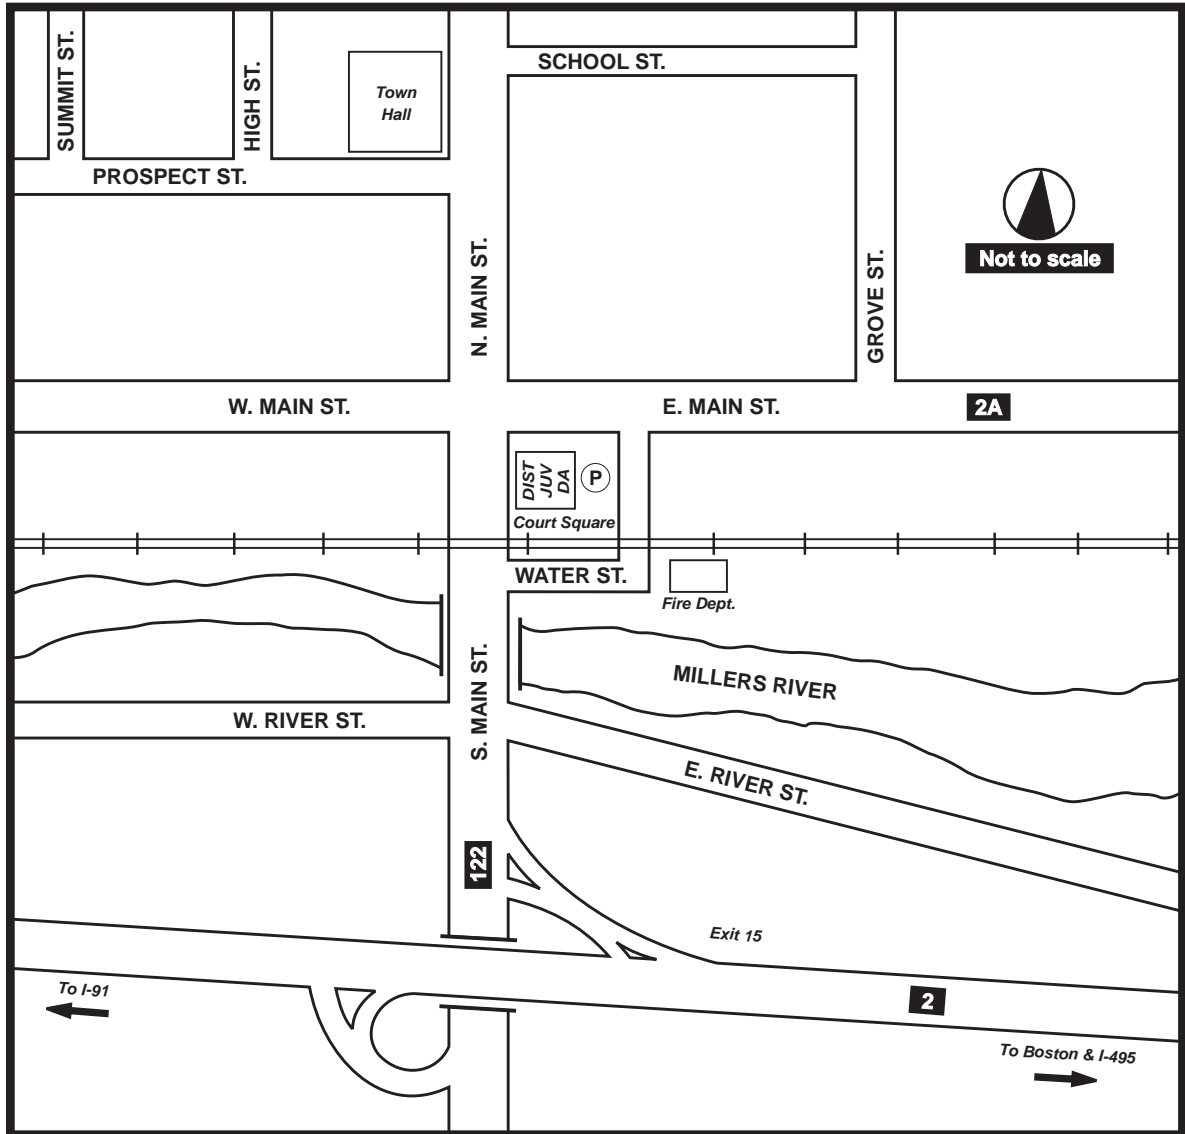 SCHOOL ST.
SUMMIT ST.
HIGH ST.
Town
Hall
PROSPECT ST.
N. MAIN ST.
GROVE ST.
Not to scale
W. MAIN ST.
E. MAIN ST.
2A
DIST
JUV
DA
P
Court Square
WATER ST.
Fire Dept.
MILLERS RIVER
S. MAIN ST.
W. RIVER ST.
E. RIVER ST.
122
Exit 15
To I-91
2
To Boston & I-495